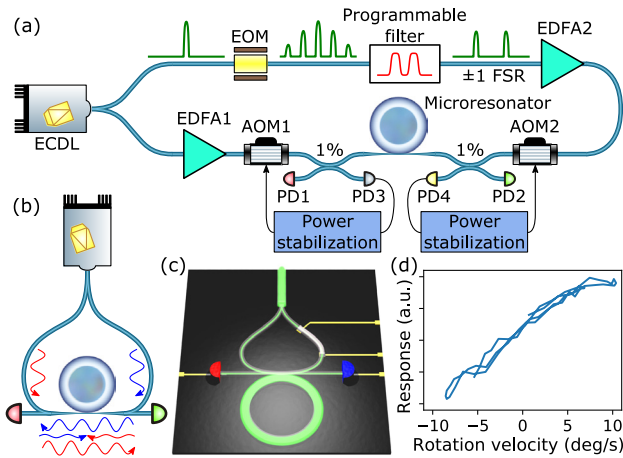 (a)
EOM
Programmable
filter
EDFA2
±1 FSR
ECDL
EDFA1
AOM1
Microresonator
AOM2
1%
1%
PD1
PD3
PD4
PD2
Power
stabilization
Power
stabilization
(b)
(c)
(d)
Response (a.u.)
−10
−5
0
5
10
Rotation velocity (deg/s)